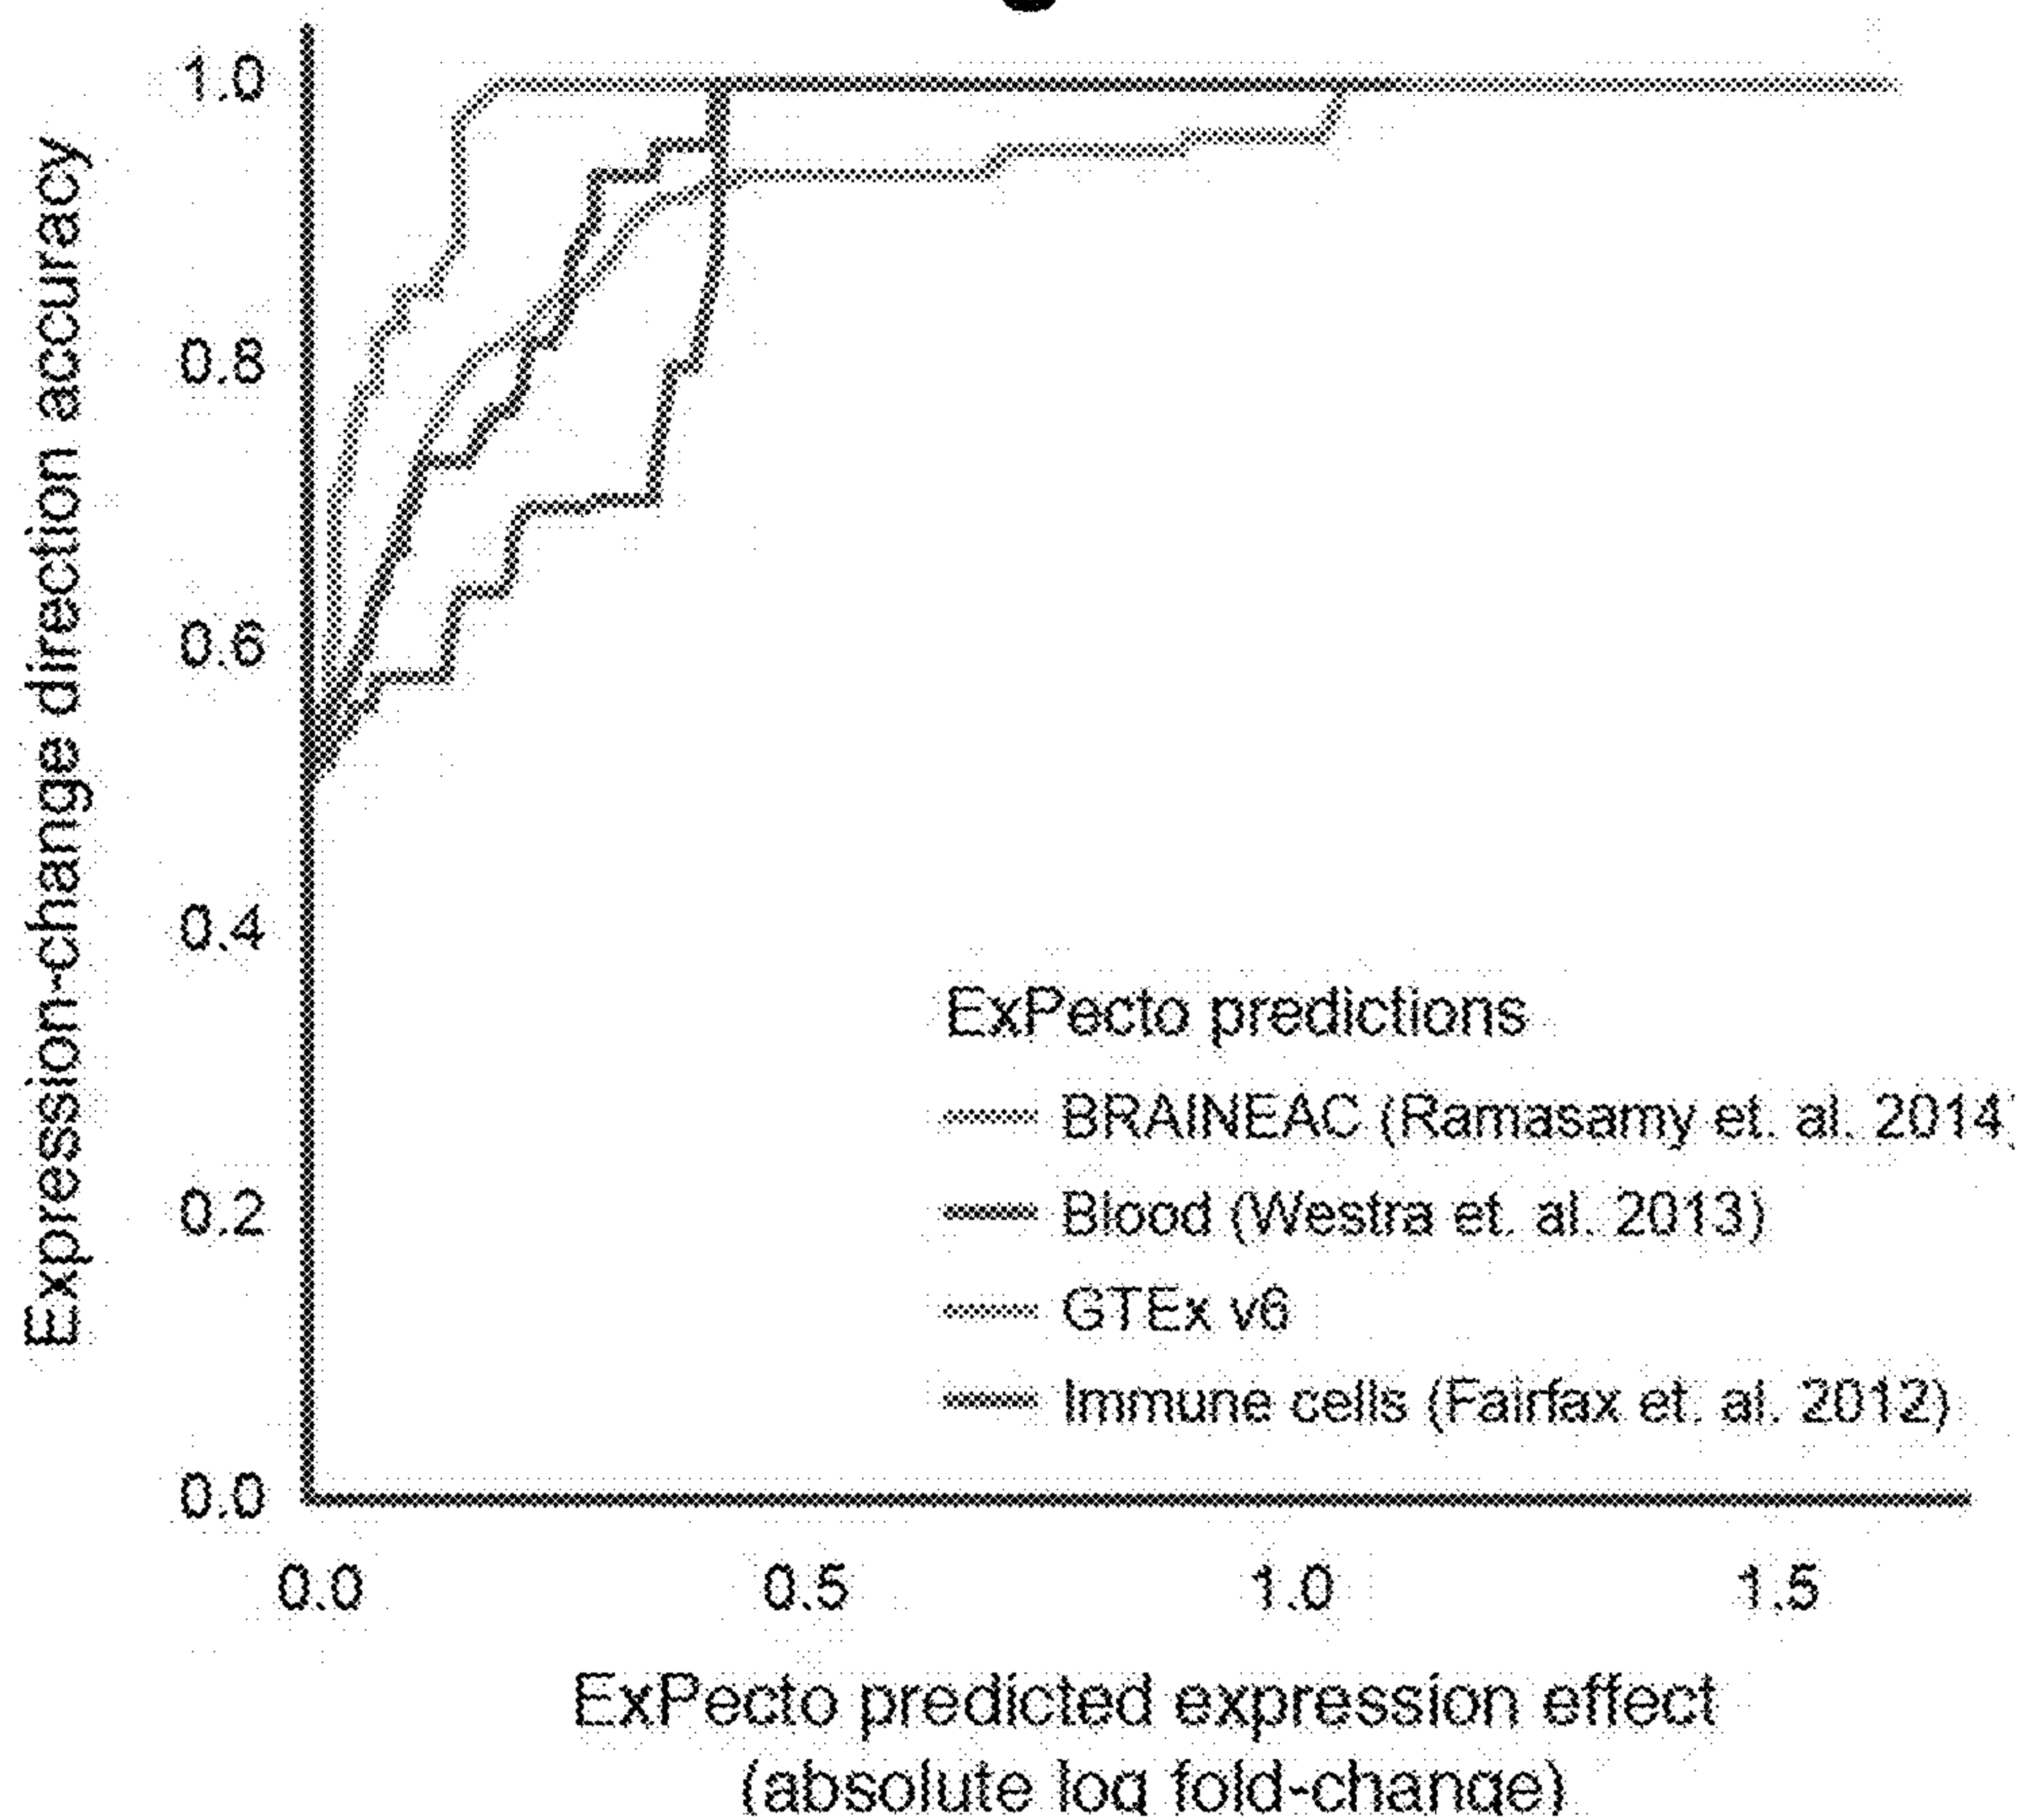 Expression-change direction accuracy
1.0
0.8
0.6
0.4
0.2
0.0
ExPecto predictions
BRAINEAC (Ramasamy et. al. 2014)
Blood (Westra et. al. 2013)
GTEx v6
Immune cells (Fairfax et. al. 2012)
0.0 0.5 1.0 1.5
ExPecto predicted expression effect
(absolute log fold-change)